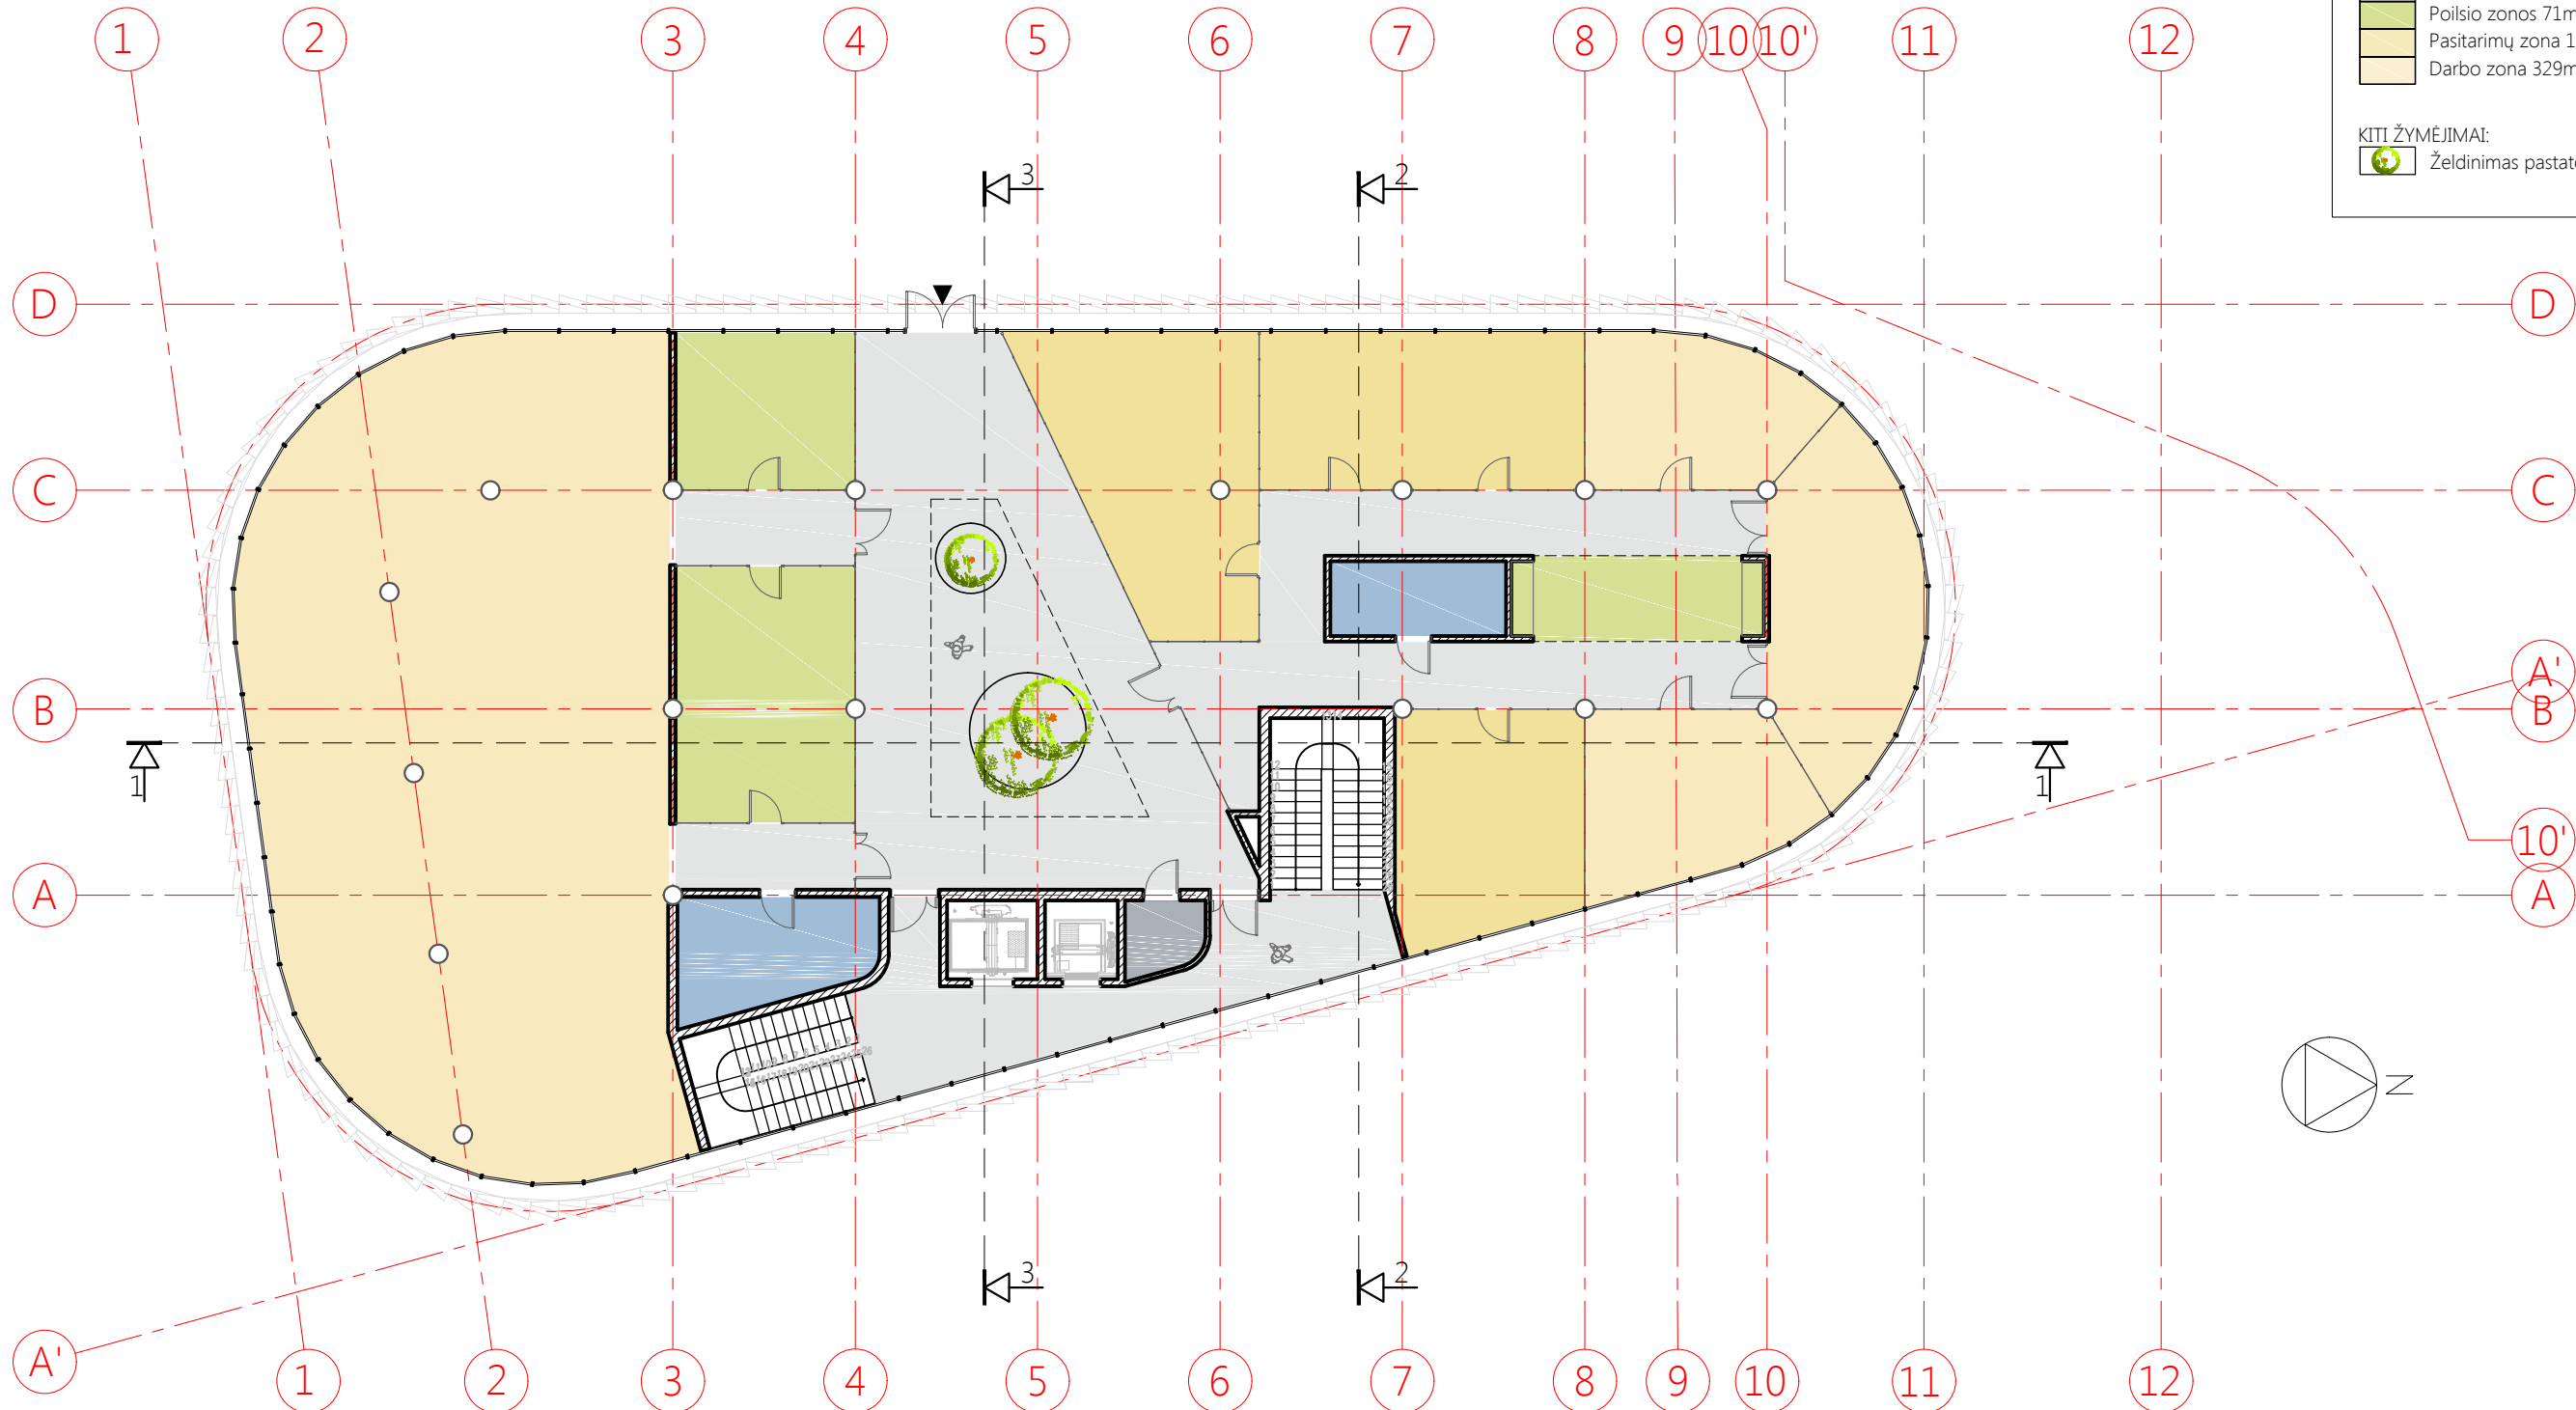 1 2 3 4 5 6 7 8 9 10 10' 11 12
Poilsio zonos 71m
Pasitarimų zona 1
Darbo zona 329m
KITI ŽYMĖJIMAI:
Želdinimas pastate
3 2
D D
C C
A'
B B
1 1
10'
A A
N
3 2
A'
1 2 3 4 5 6 7 8 9 10 11 12